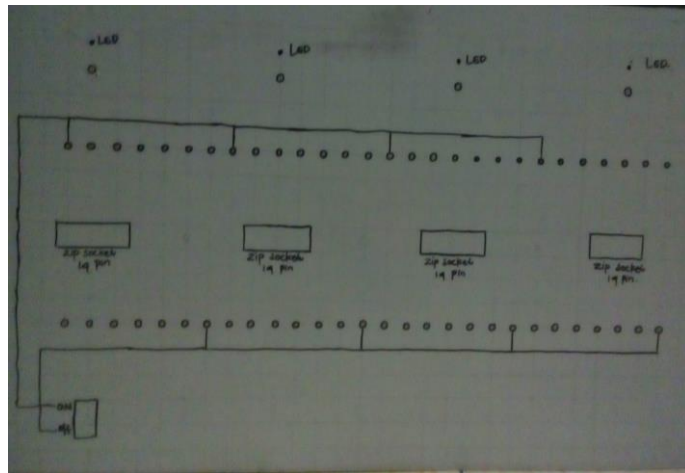 LED
LED
LED
LED.
Zip socket
14 pin
Zip socket
14 pin
Zip socket
14 pin
Zip socket
14 pin.